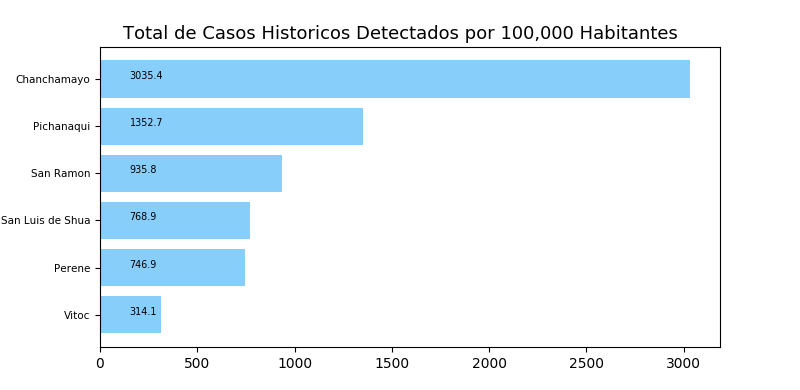 Total de Casos Historicos Detectados por 100,000 Habitantes
Chanchamayo 3035.4
Pichanaqui 1352.7
San Ramon 935.8
San Luis de Shua 768.9
Perene 746.9
Vitoc 314.1
0 500 1000 1500 2000 2500 3000